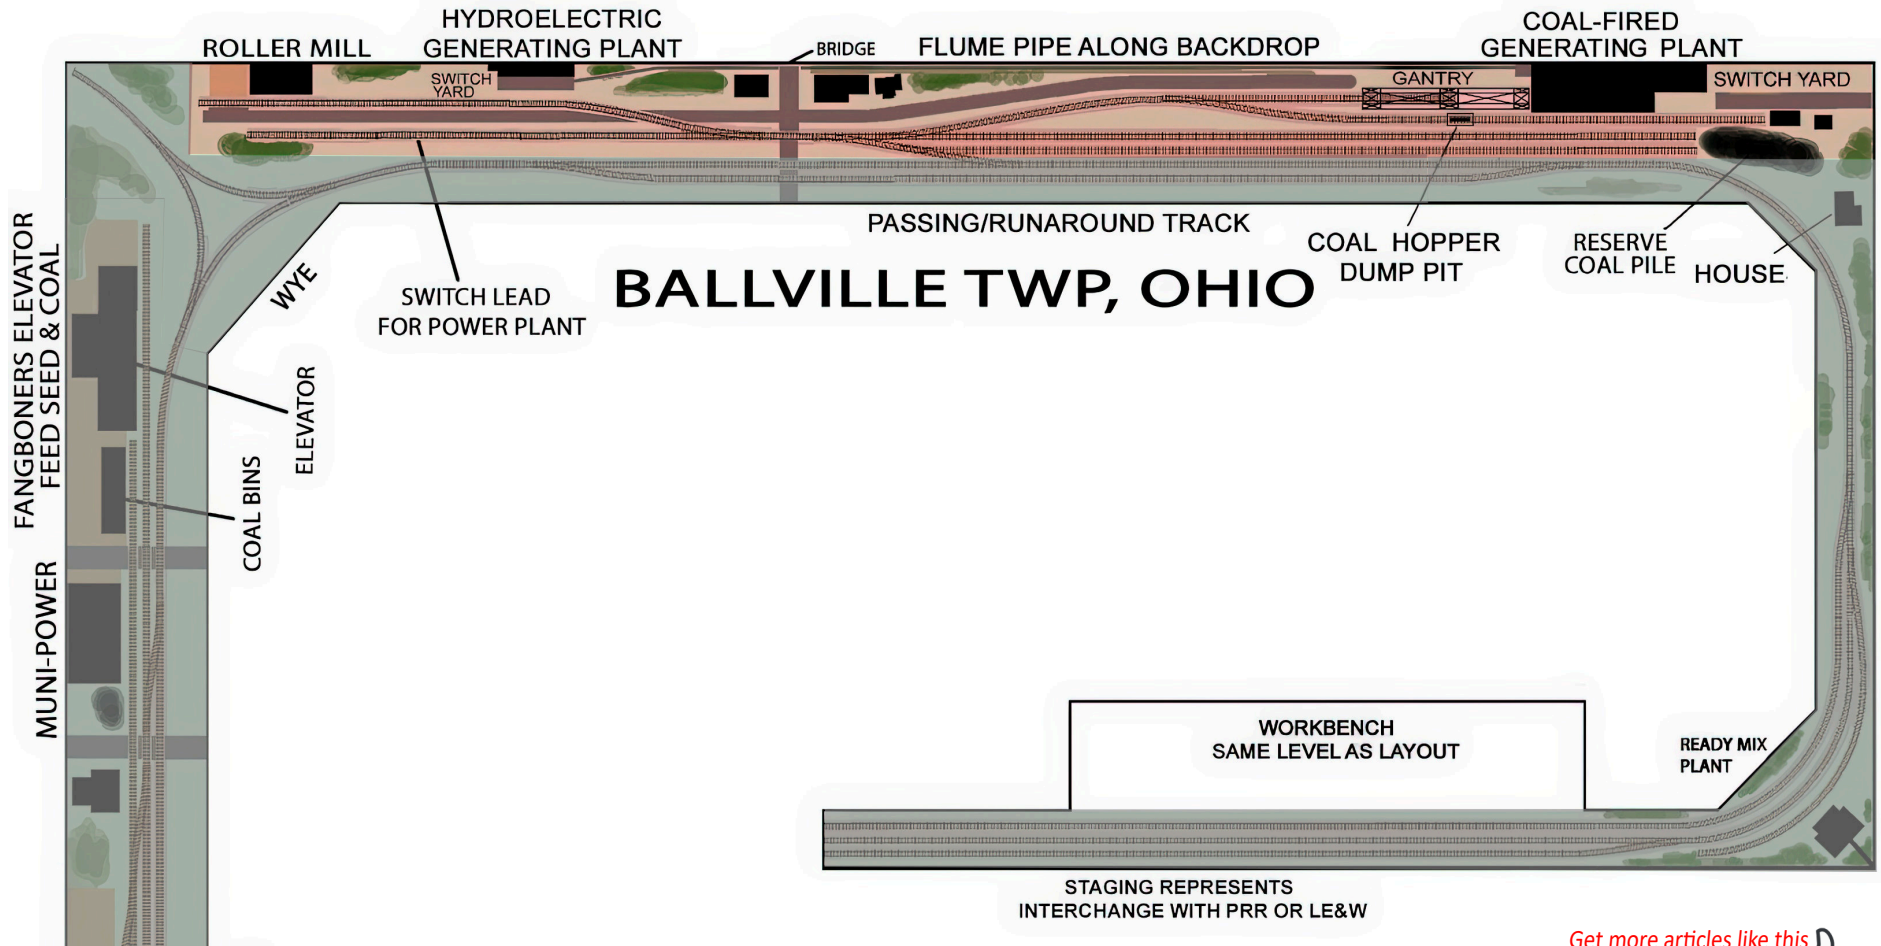 HYDROELECTRIC
GENERATING PLANT
ROLLER MILL
BRIDGE
FLUME PIPE ALONG BACKDROP
COAL-FIRED
GENERATING PLANT
SWITCH
YARD
GANTRY
SWITCH YARD
PASSING/RUNAROUND TRACK
COAL HOPPER
DUMP PIT
RESERVE
COAL PILE
HOUSE
WYE
SWITCH LEAD
FOR POWER PLANT
BALLVILLE TWP, OHIO
FANGBONERS ELEVATOR
FEED SEED & COAL
ELEVATOR
COAL BINS
MUNI-POWER
WORKBENCH
SAME LEVEL AS LAYOUT
READY MIX
PLANT
STAGING REPRESENTS
INTERCHANGE WITH PRR OR LE&W
Get more articles like this